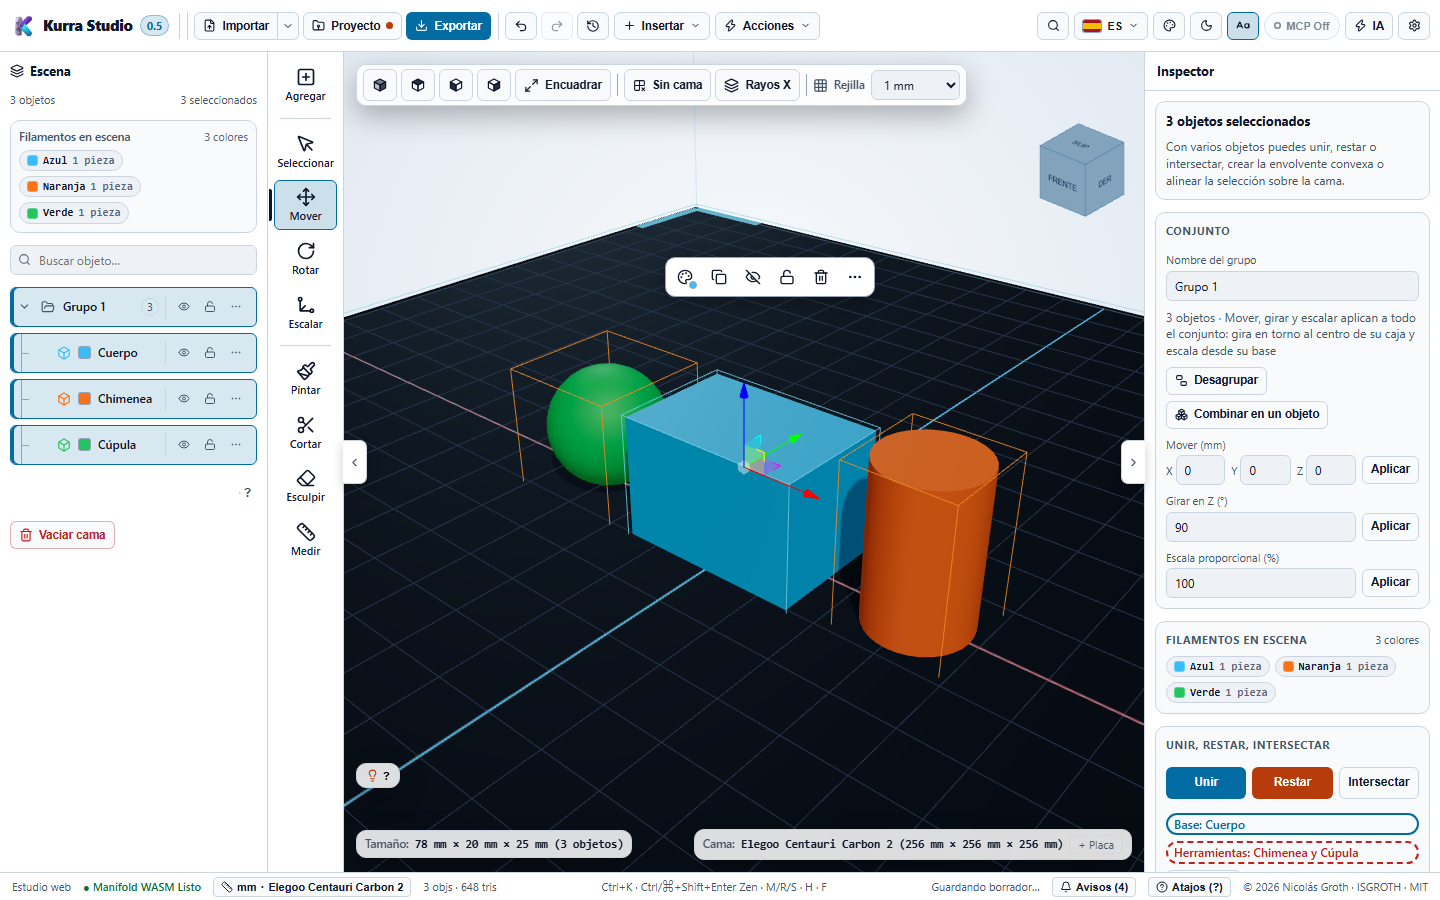 Kurra Studio 0.5 Importar Proyecto Exportar Insertar Acciones ES Aa MCP Off IA
Escena
3 objetos 3 seleccionados
Filamentos en escena 3 colores
Azul 1 pieza
Naranja 1 pieza
Verde 1 pieza
Buscar objeto...
Grupo 1 3
Cuerpo
Chimenea
Cúpula
?
Vaciar cama
Agregar
Seleccionar
Mover
Rotar
Escalar
Pintar
Cortar
Esculpir
Medir
Encuadrar Sin cama Rayos X Rejilla 1 mm
SUP
FRENTE DER
?
Tamaño: 78 mm × 20 mm × 25 mm (3 objetos)
Cama: Elegoo Centauri Carbon 2 (256 mm × 256 mm × 256 mm) + Placa
Inspector
3 objetos seleccionados
Con varios objetos puedes unir, restar o
intersectar, crear la envolvente convexa o
alinear la selección sobre la cama.
CONJUNTO
Nombre del grupo
Grupo 1
3 objetos · Mover, girar y escalar aplican a todo
el conjunto: gira en torno al centro de su caja y
escala desde su base
Desagrupar
Combinar en un objeto
Mover (mm)
X 0 Y 0 Z 0 Aplicar
Girar en Z (°)
90 Aplicar
Escala proporcional (%)
100 Aplicar
FILAMENTOS EN ESCENA 3 colores
Azul 1 pieza Naranja 1 pieza
Verde 1 pieza
UNIR, RESTAR, INTERSECTAR
Unir Restar Intersectar
Base: Cuerpo
Herramientas: Chimenea y Cúpula
Estudio web Manifold WASM Listo mm · Elegoo Centauri Carbon 2 3 objs · 648 tris Ctrl+K · Ctrl/⌘+Shift+Enter Zen · M/R/S · H · F Guardando borrador... Avisos (4) Atajos (?) © 2026 Nicolás Groth · ISGROTH · MIT